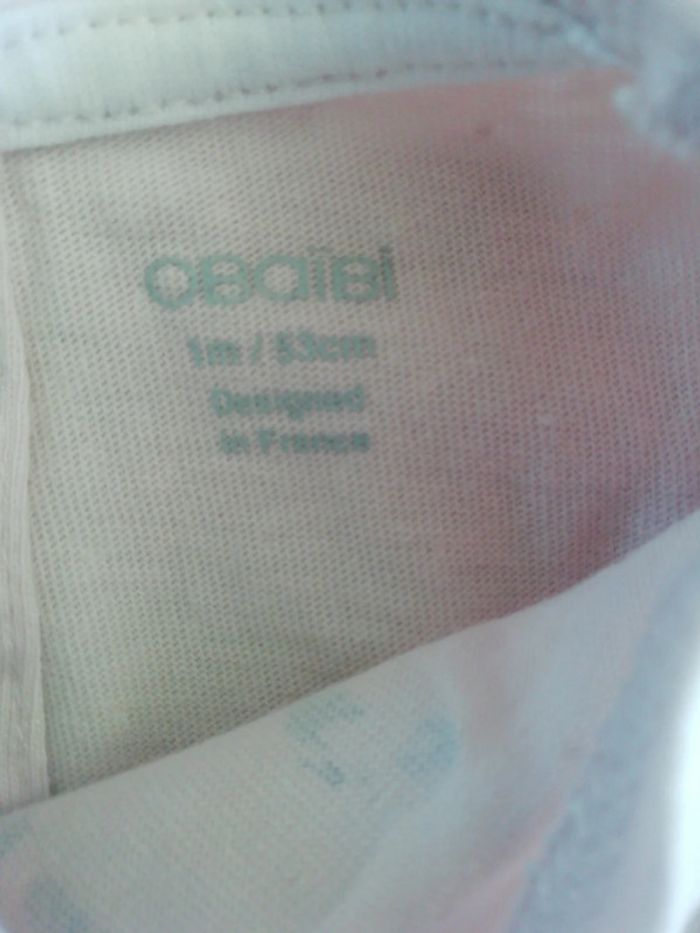 obaïbi
1m / 53cm
Designed
in France